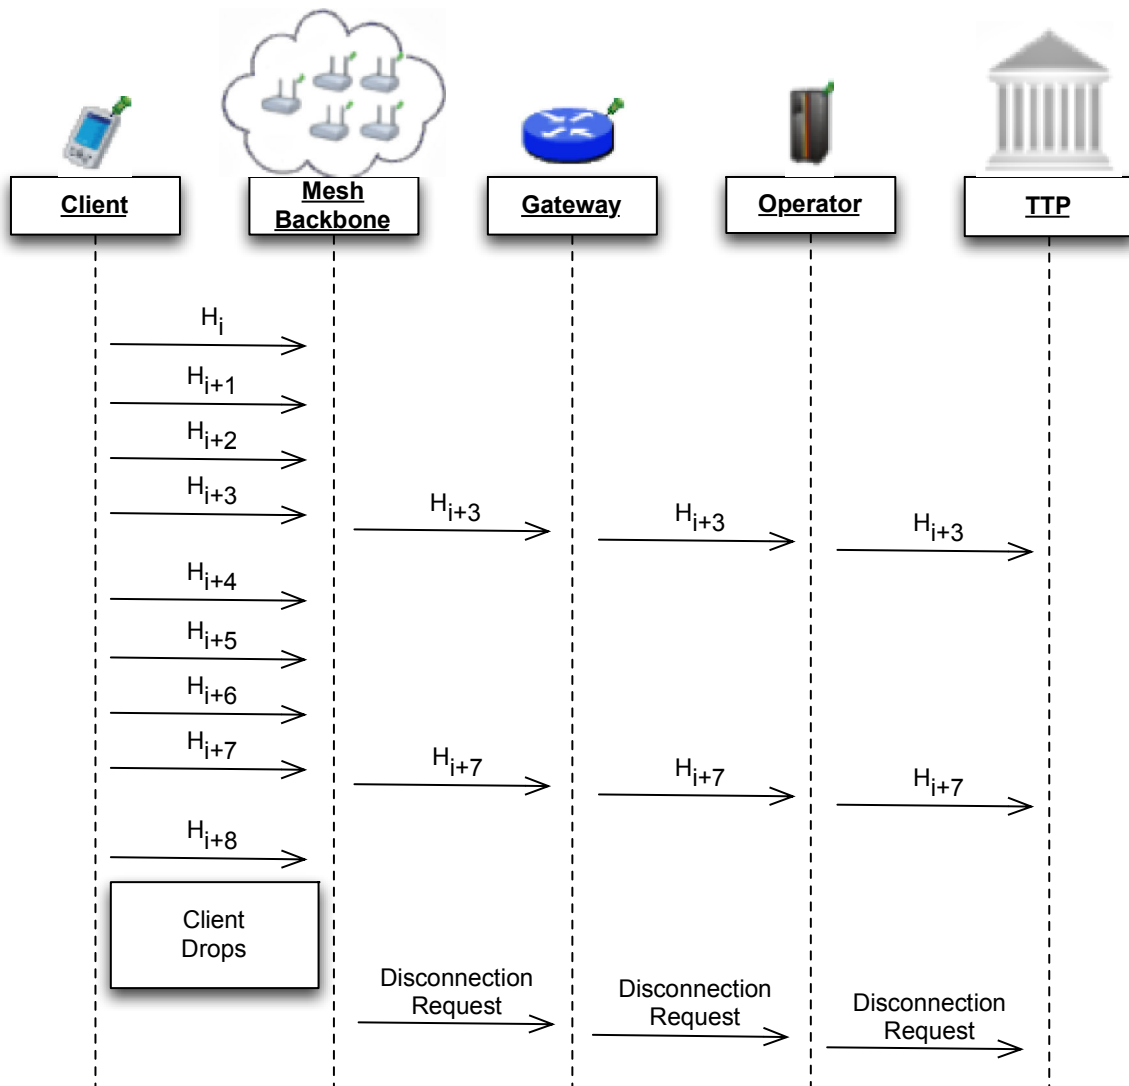 Client
Mesh
Backbone
Gateway
Operator
TTP
Hi
Hi+1
Hi+2
Hi+3
Hi+3
Hi+3
Hi+3
Hi+4
Hi+5
Hi+6
Hi+7
Hi+7
Hi+7
Hi+7
Hi+8
Client
Drops
Disconnection
Request
Disconnection
Request
Disconnection
Request